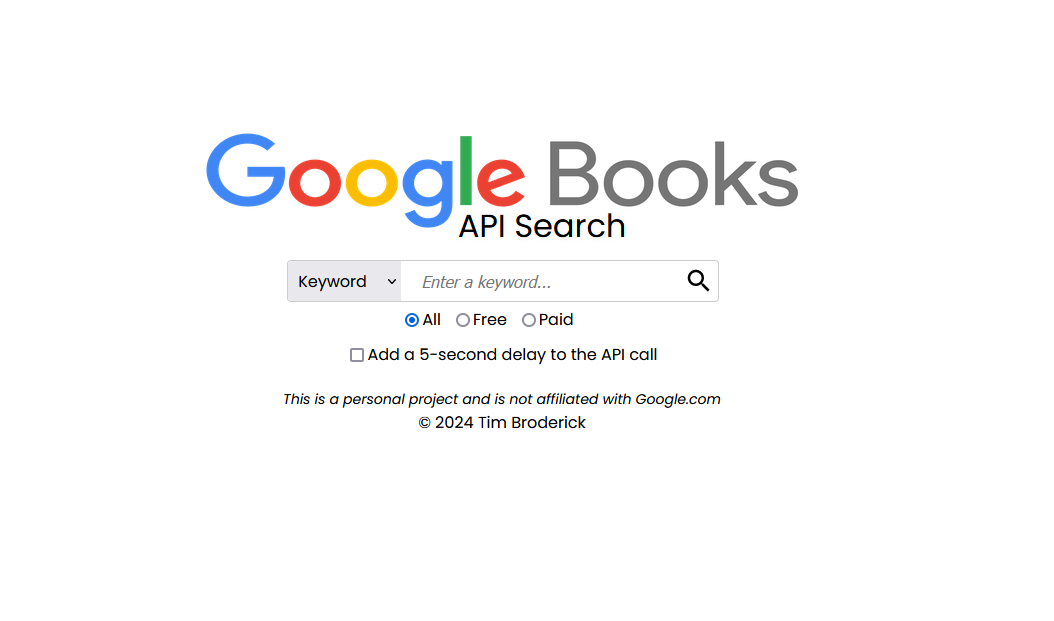 Google Books
API Search
Keyword Enter a keyword...
All Free Paid
Add a 5-second delay to the API call
This is a personal project and is not affiliated with Google.com
© 2024 Tim Broderick